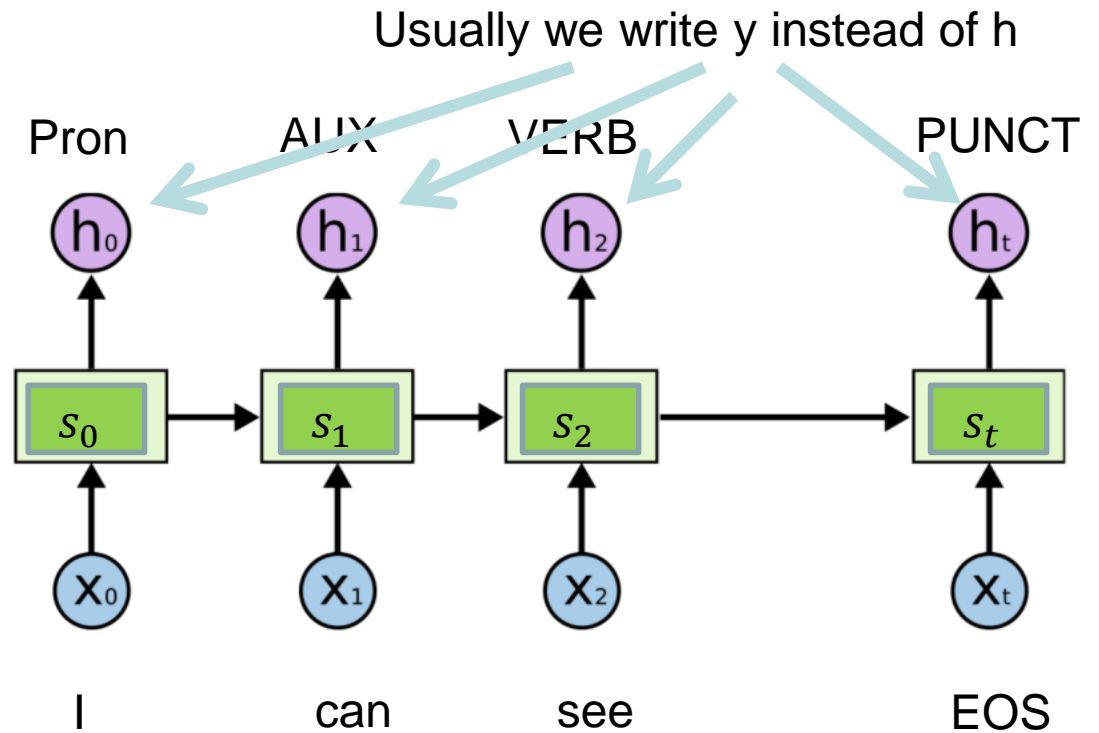 Usually we write y instead of h
Pron AUX VERB PUNCT
h₀ h₁ h₂ hₜ
s₀ s₁ s₂ sₜ
x₀ x₁ x₂ xₜ
I can see EOS